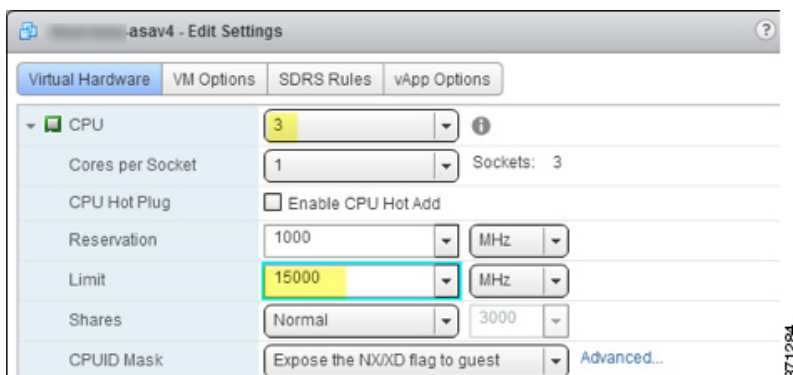 .asav4 - Edit Settings
?
Virtual Hardware VM Options SDRS Rules vApp Options
CPU 3
Cores per Socket 1 Sockets: 3
CPU Hot Plug Enable CPU Hot Add
Reservation 1000 MHz
Limit 15000 MHz
Shares Normal 3000
CPUID Mask Expose the NX/XD flag to guest Advanced...
371284